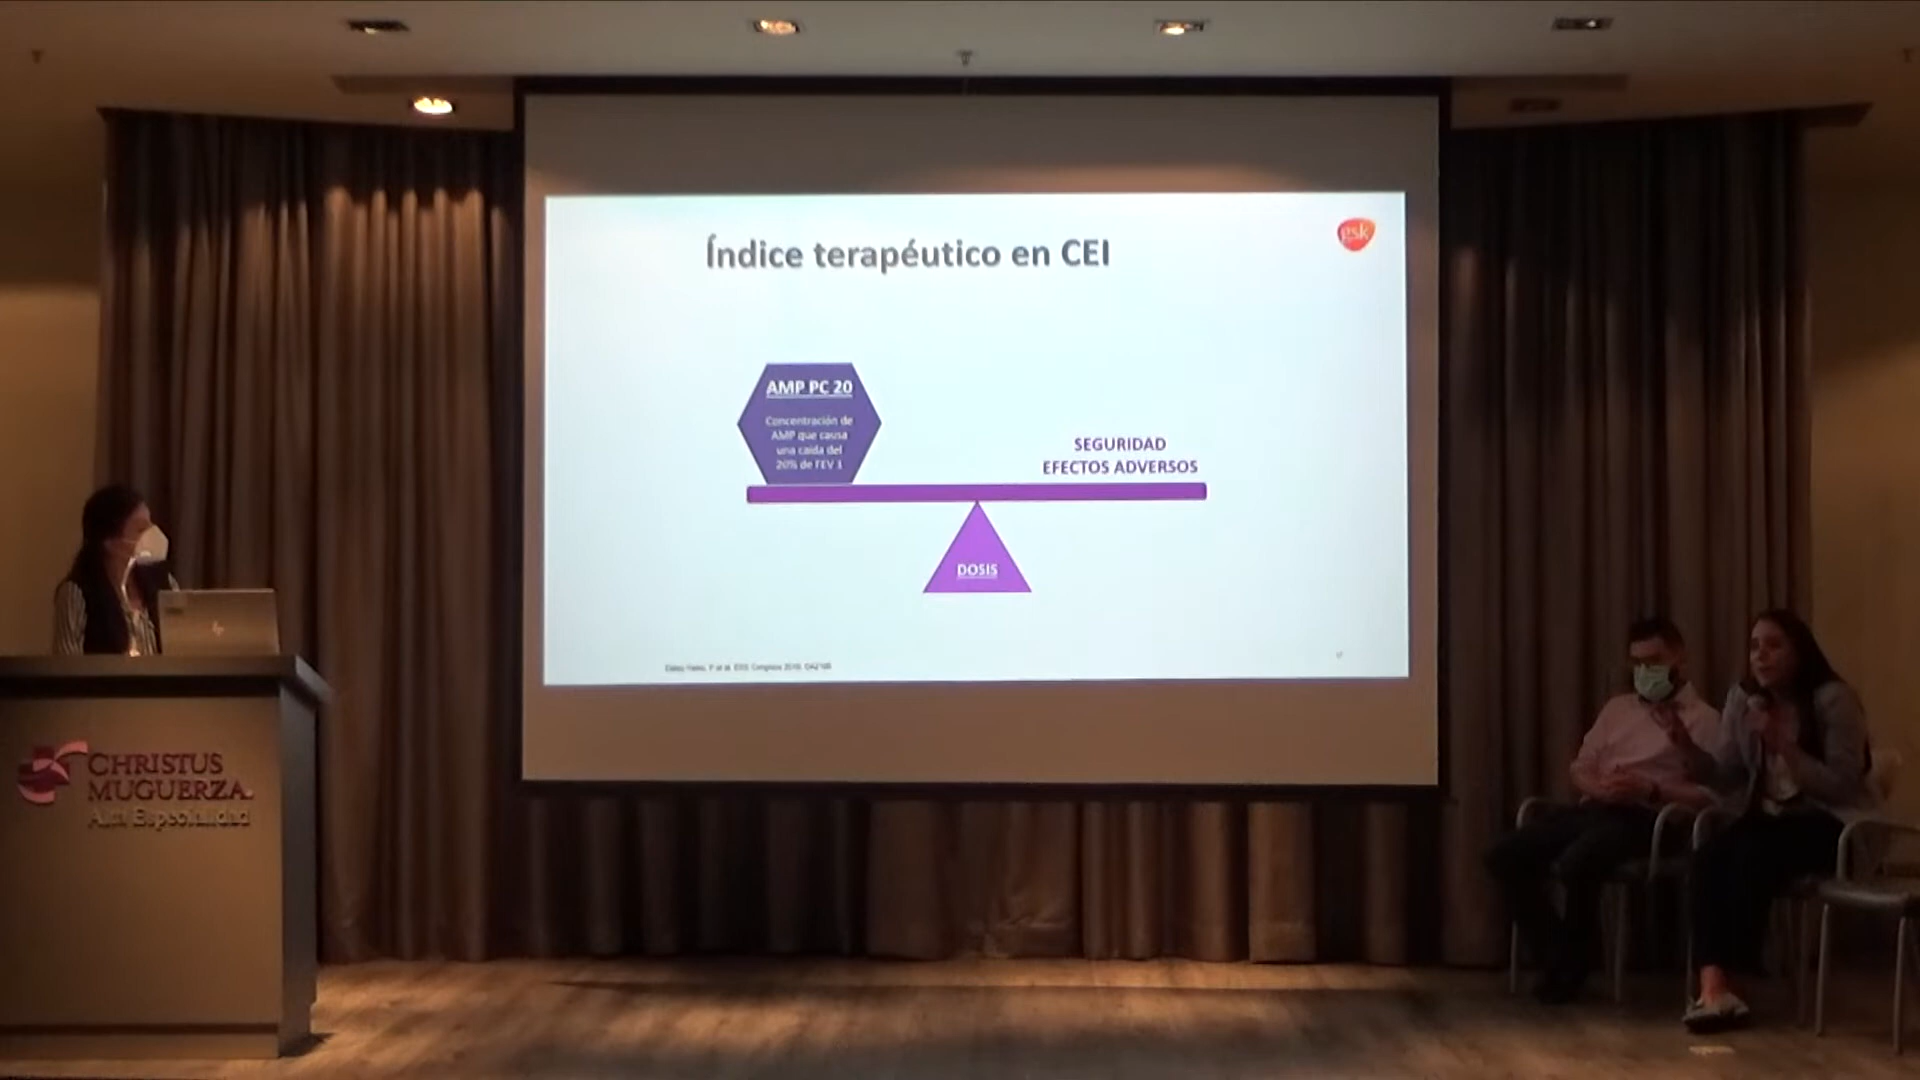 Índice terapéutico en CEI
gsk
AMP PC 20
Concentración de
AMP que causa
una caída del
20% de FEV 1
SEGURIDAD
EFECTOS ADVERSOS
DOSIS
CHRISTUS
MUGUERZA
Alta Especialidad